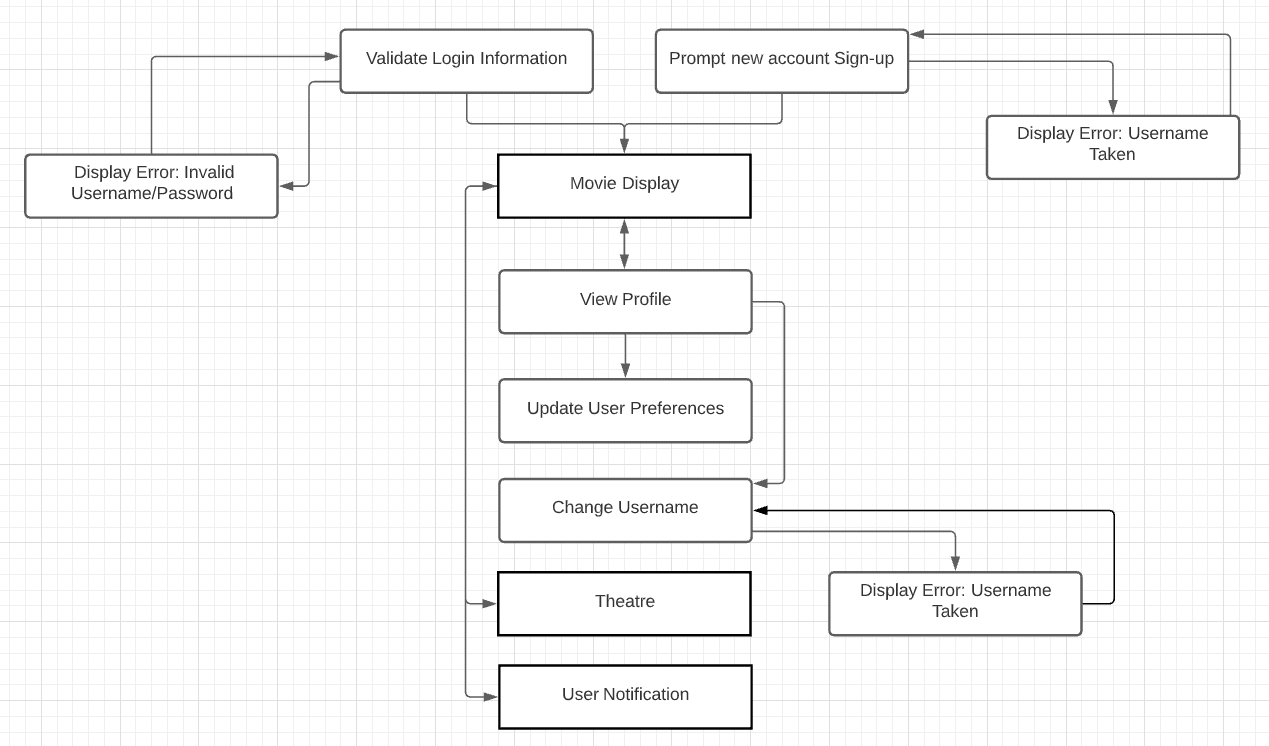 Validate Login Information
Prompt new account Sign-up
Display Error: Username
Taken
Display Error: Invalid
Username/Password
Movie Display
View Profile
Update User Preferences
Change Username
Display Error: Username
Taken
Theatre
User Notification